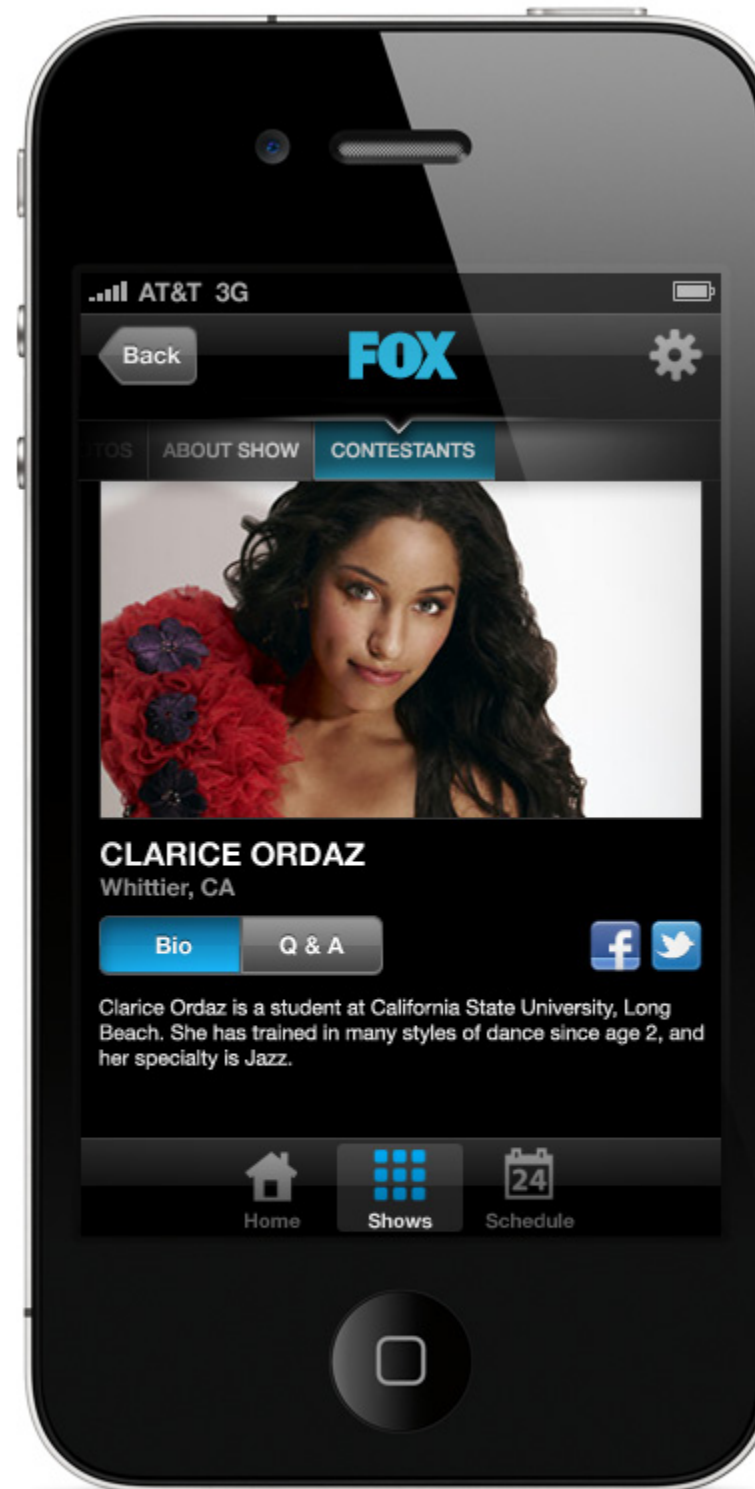 AT&T 3G
Back
FOX
TOS
ABOUT SHOW
CONTESTANTS
CLARICE ORDAZ
Whittier, CA
Bio
Q & A
f
Clarice Ordaz is a student at California State University, Long
Beach. She has trained in many styles of dance since age 2, and
her specialty is Jazz.
24
Home
Shows
Schedule